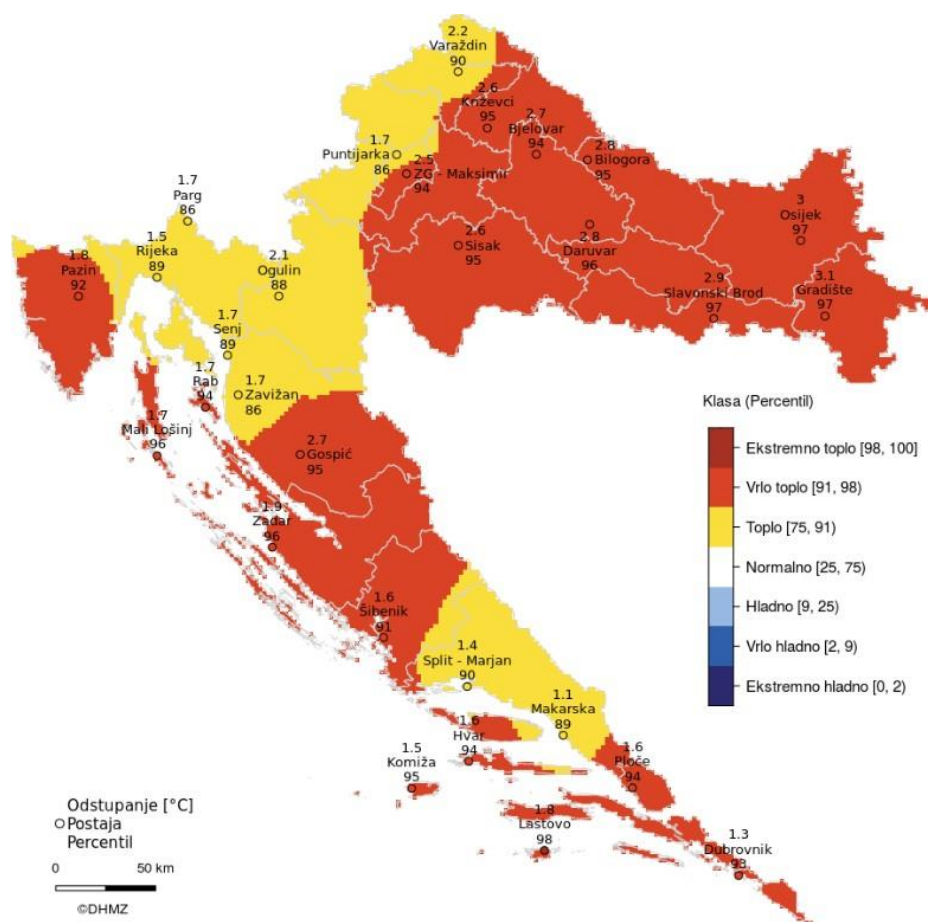 2.2
Varaždin
90
2.6
Križevci
95
2.7
Bjelovar
94
1.7
Puntijarka
86
2.5
ZG - Maksimir
94
2.8
Bilogora
95
1.7
Parg
86
3
Osijek
97
1.5
Rijeka
89
2.1
Ogulin
88
2.6
Sisak
95
2.8
Daruvar
96
1.8
Pazin
92
2.9
Slavonski Brod
97
3.1
Gradište
97
1.7
Senj
89
1.7
Rab
94
1.7
Zavižan
86
1.7
Mali Lošinj
96
2.7
Gospić
95
1.9
Zadar
96
1.6
Šibenik
91
1.4
Split - Marjan
90
1.1
Makarska
89
1.6
Hvar
94
1.5
Komiža
95
1.6
Ploče
94
1.8
Lastovo
98
1.3
Dubrovnik
93
Klasa (Percentil)
Ekstremno toplo [98, 100]
Vrlo toplo [91, 98)
Toplo [75, 91)
Normalno [25, 75)
Hladno [9, 25)
Vrlo hladno [2, 9)
Ekstremno hladno [0, 2)
Odstupanje [°C]
Postaja
Percentil
0 50 km
©DHMZ